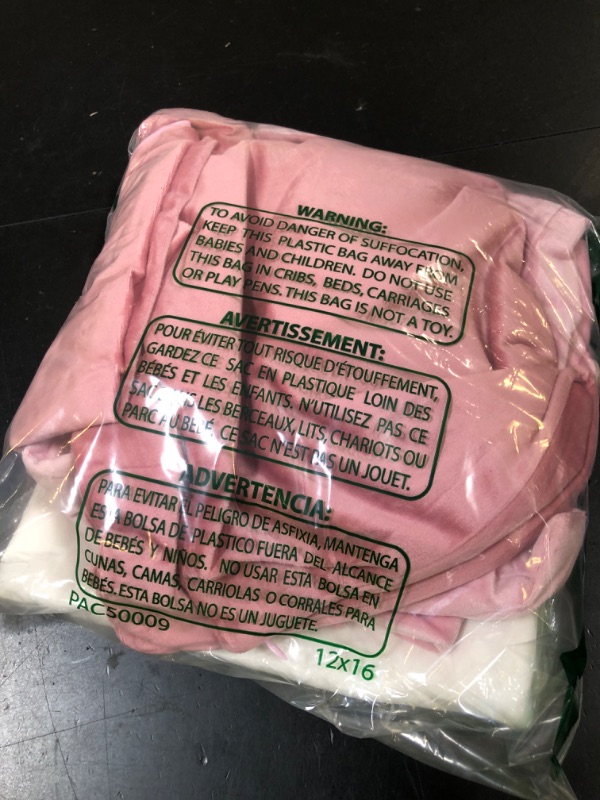 WARNING:
TO AVOID DANGER OF SUFFOCATION,
KEEP THIS PLASTIC BAG AWAY FROM
BABIES AND CHILDREN. DO NOT USE
THIS BAG IN CRIBS, BEDS, CARRIAGES
OR PLAY PENS. THIS BAG IS NOT A TOY.
AVERTISSEMENT:
POUR ÉVITER TOUT RISQUE D'ÉTOUFFEMENT,
GARDEZ CE SAC EN PLASTIQUE LOIN DES
BÉBÉS ET LES ENFANTS. N'UTILISEZ PAS CE
SAC DANS LES BERCEAUX, LITS, CHARIOTS OU
PARC AU BÉBÉ. CE SAC N'EST PAS UN JOUET.
ADVERTENCIA:
PARA EVITAR EL PELIGRO DE ASFIXIA, MANTENGA
ESTA BOLSA DE PLASTICO FUERA DEL ALCANCE
DE BEBÉS Y NIÑOS. NO USAR ESTA BOLSA EN
CUNAS, CAMAS, CARRIOLAS O CORRALES PARA
BEBÉS. ESTA BOLSA NO ES UN JUGUETE.
PAC50009
12x16